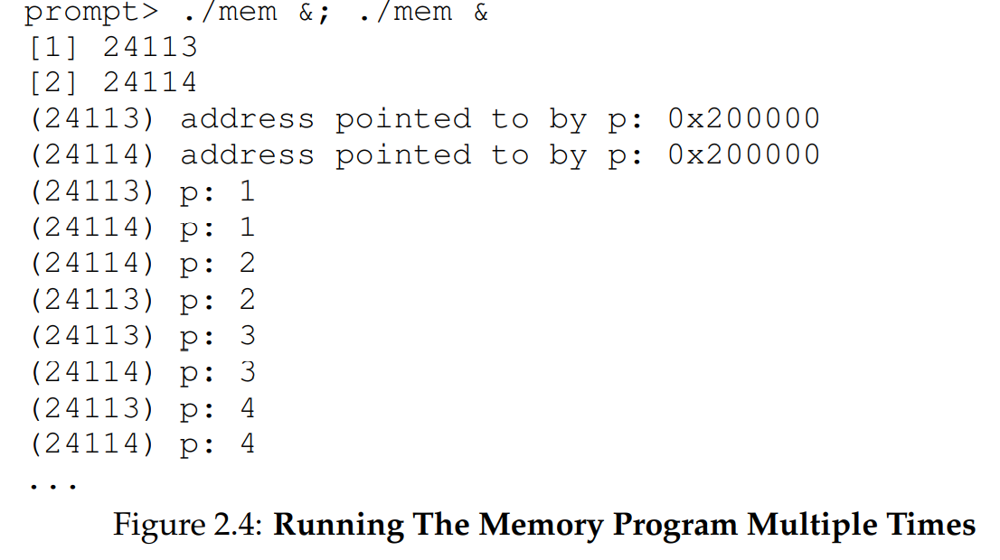 prompt> ./mem &; ./mem &
[1] 24113
[2] 24114
(24113) address pointed to by p: 0x200000
(24114) address pointed to by p: 0x200000
(24113) p: 1
(24114) p: 1
(24114) p: 2
(24113) p: 2
(24113) p: 3
(24114) p: 3
(24113) p: 4
(24114) p: 4
...
Figure 2.4: Running The Memory Program Multiple Times